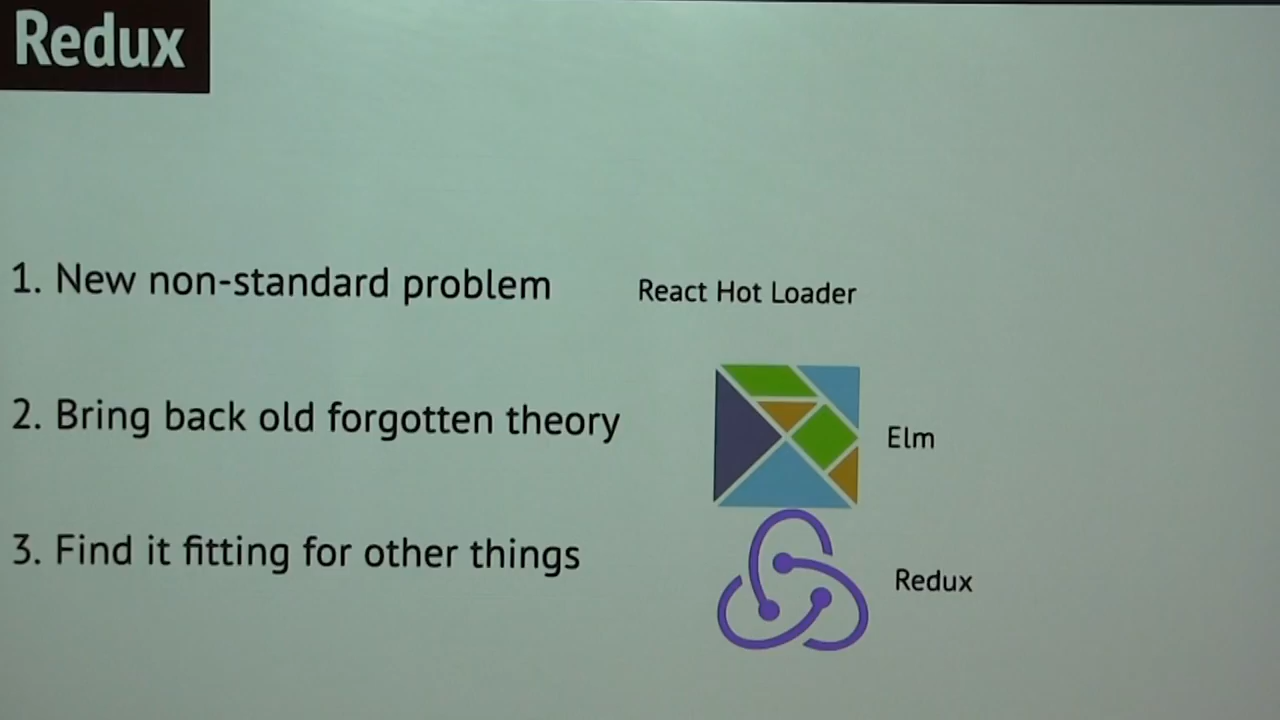 Redux
1. New non-standard problem
React Hot Loader
2. Bring back old forgotten theory
Elm
3. Find it fitting for other things
Redux